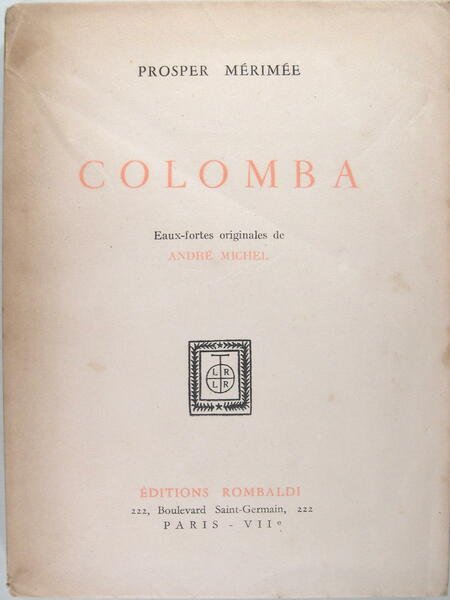 PROSPER MÉRIMÉE
COLOMBA
Eaux-fortes originales de
ANDRÉ MICHEL
L R
L R
ÉDITIONS ROMBALDI
222, Boulevard Saint-Germain, 222
PARIS - VIIe